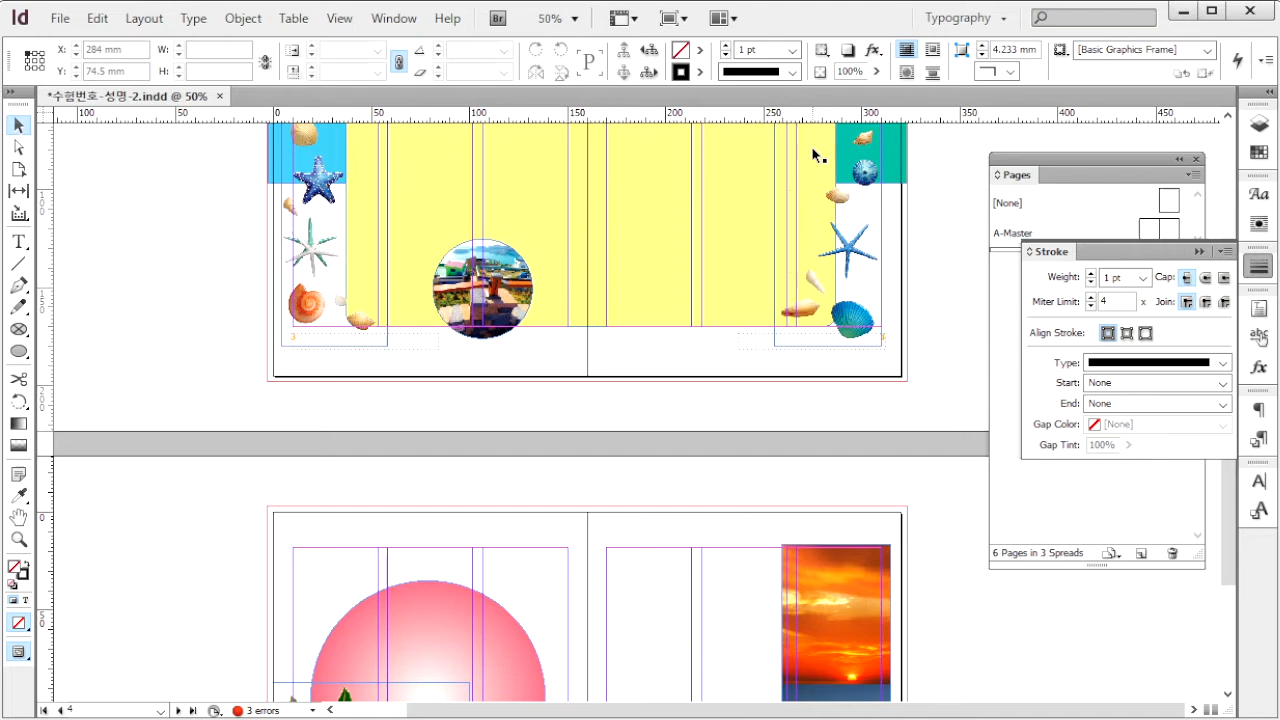 Id File Edit Layout Type Object Table View Window Help Br 50% Typography
X: 284 mm W: 1 pt 4.233 mm [Basic Graphics Frame]
Y: 74.5 mm H: P fx. 100%
*수험번호-성명-2.indd @ 50% ×
100 50 0 50 100 150 200 250 300 350 400 450
Pages
[None]
A-Master
Stroke
Weight: 1 pt Cap:
Miter Limit: 4 x Join:
Align Stroke:
Type:
Start: None
End: None
Gap Color: [None]
Gap Tint: 100%
3
6 Pages in 3 Spreads
0
50
4 3 errors